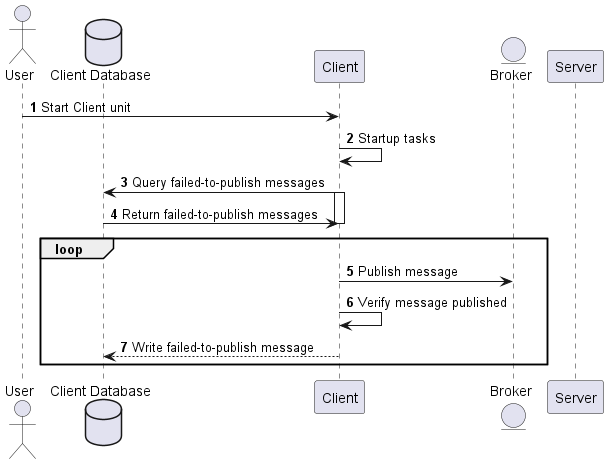 User
Client Database
Client
Broker
Server
1 Start Client unit
2 Startup tasks
3 Query failed-to-publish messages
4 Return failed-to-publish messages
loop
5 Publish message
6 Verify message published
7 Write failed-to-publish message
User
Client Database
Client
Broker
Server